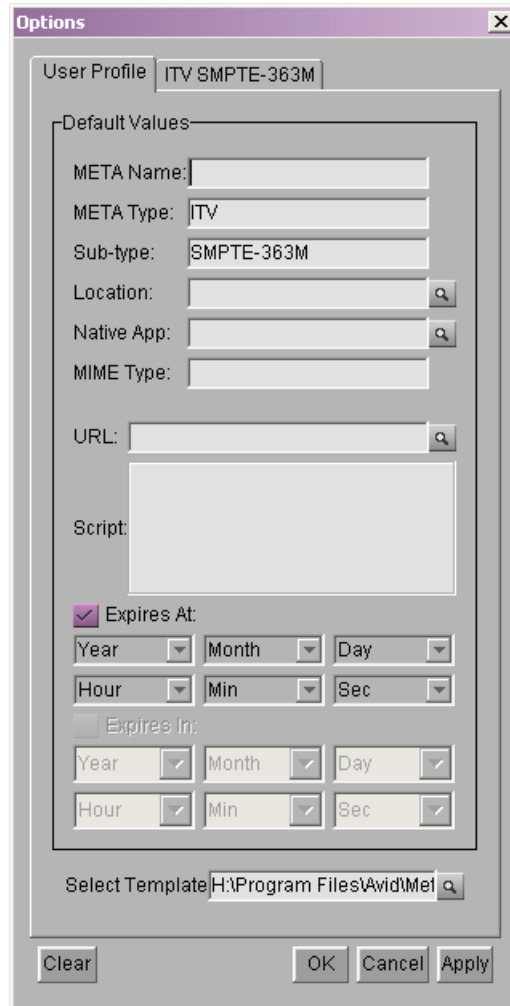 Options
User Profile ITV SMPTE-363M
Default Values
META Name:
META Type: ITV
Sub-type: SMPTE-363M
Location:
Native App:
MIME Type:
URL:
Script:
Expires At:
Year Month Day
Hour Min Sec
Expires In:
Year Month Day
Hour Min Sec
Select Template H:\Program Files\Avid\Met
Clear OK Cancel Apply